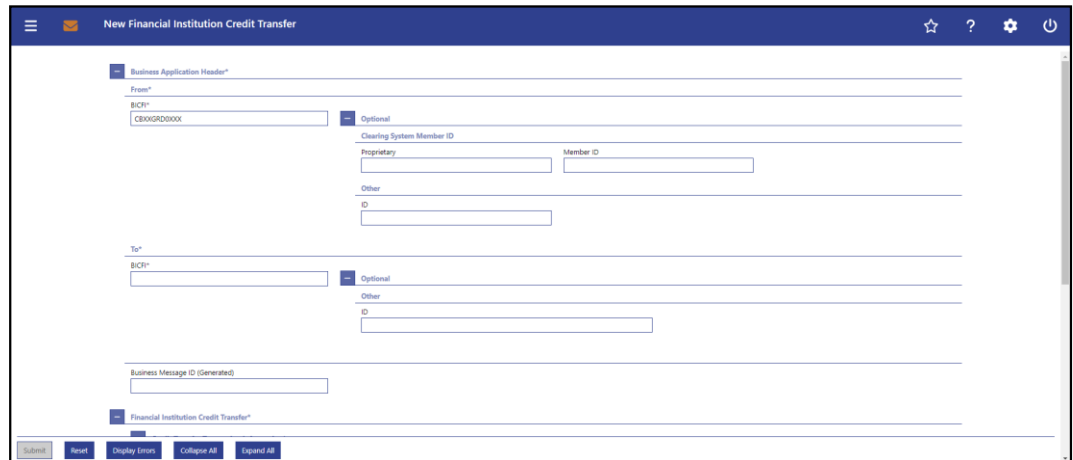 New Financial Institution Credit Transfer
?
Business Application Header*
From*
BICFI*
CBXXGRD0XXX
Optional
Clearing System Member ID
Proprietary Member ID
Other
ID
To*
BICFI*
Optional
Other
ID
Business Message ID (Generated)
Financial Institution Credit Transfer*
Submit Reset Display Errors Collapse All Expand All